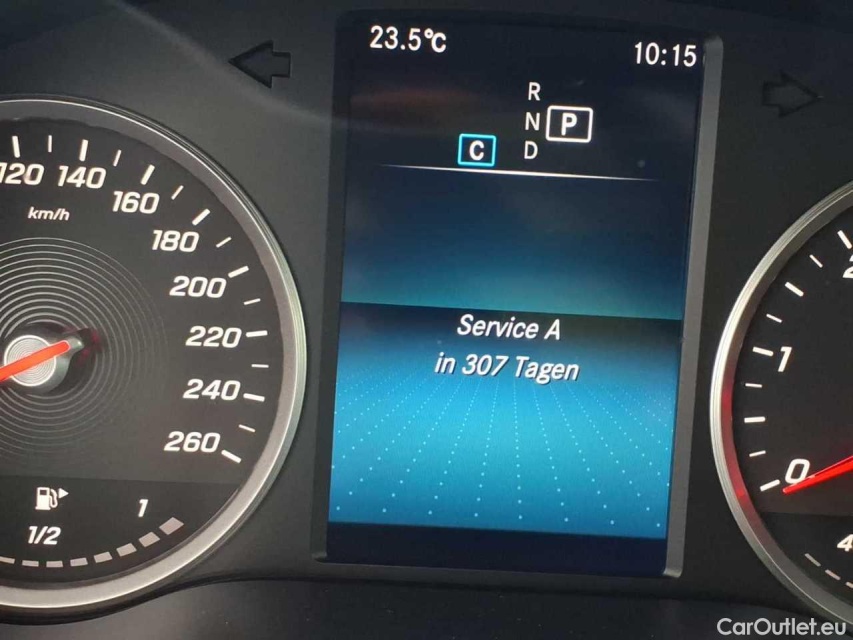 23.5°C
10:15
R
N P
C D
120 140
160
km/h
180
200
220
240
260
Service A
in 307 Tagen
1
1/2
1
0
CarOutlet.eu